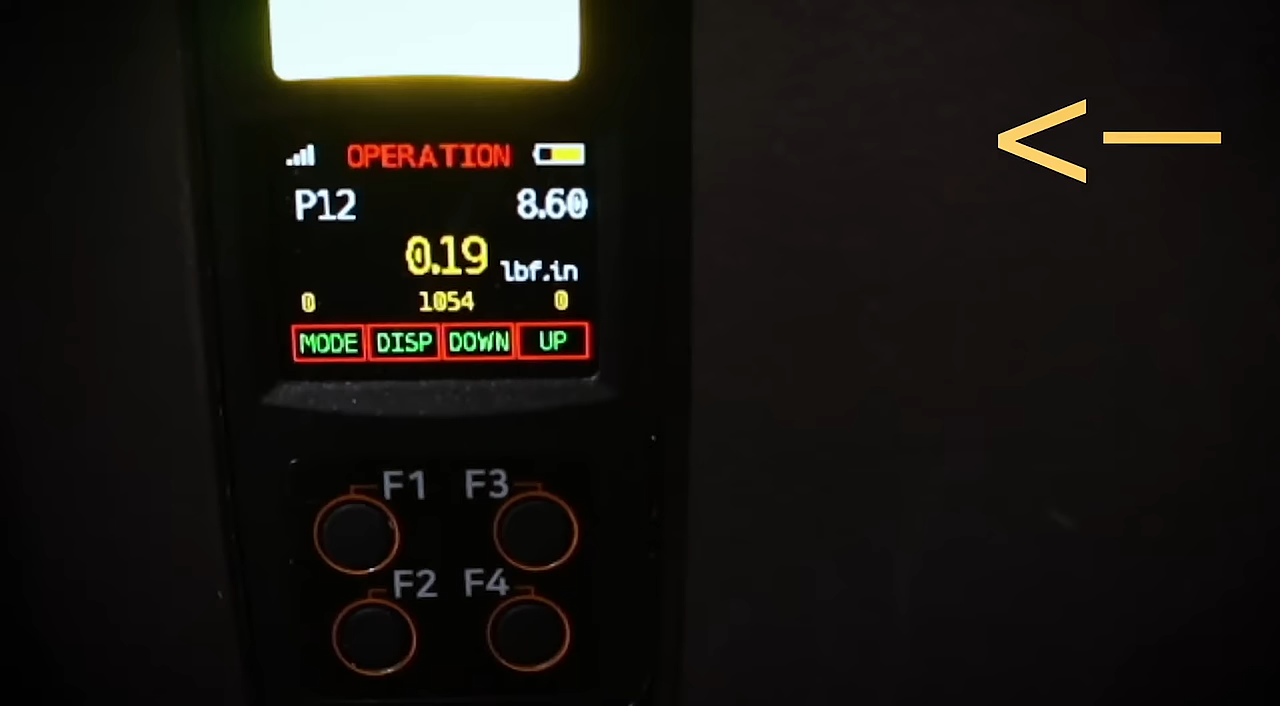 OPERATION
P12 8.60
0.19 lbf.in
0 1054 0
MODE DISP DOWN UP
F1 F3
F2 F4